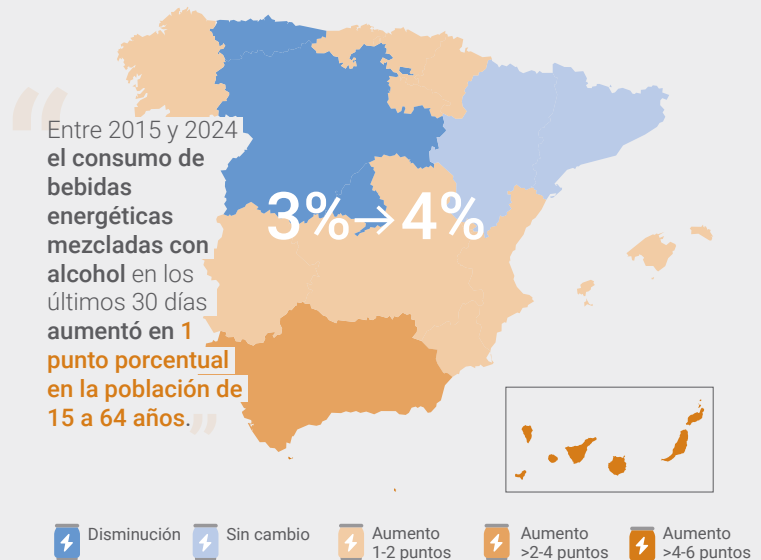 Entre 2015 y 2024
el consumo de
bebidas
energéticas
mezcladas con
alcohol en los
últimos 30 días
aumentó en 1
punto porcentual
en la población de
15 a 64 años.
3%→4%
Disminución
Sin cambio
Aumento
1-2 puntos
Aumento
>2-4 puntos
Aumento
>4-6 puntos